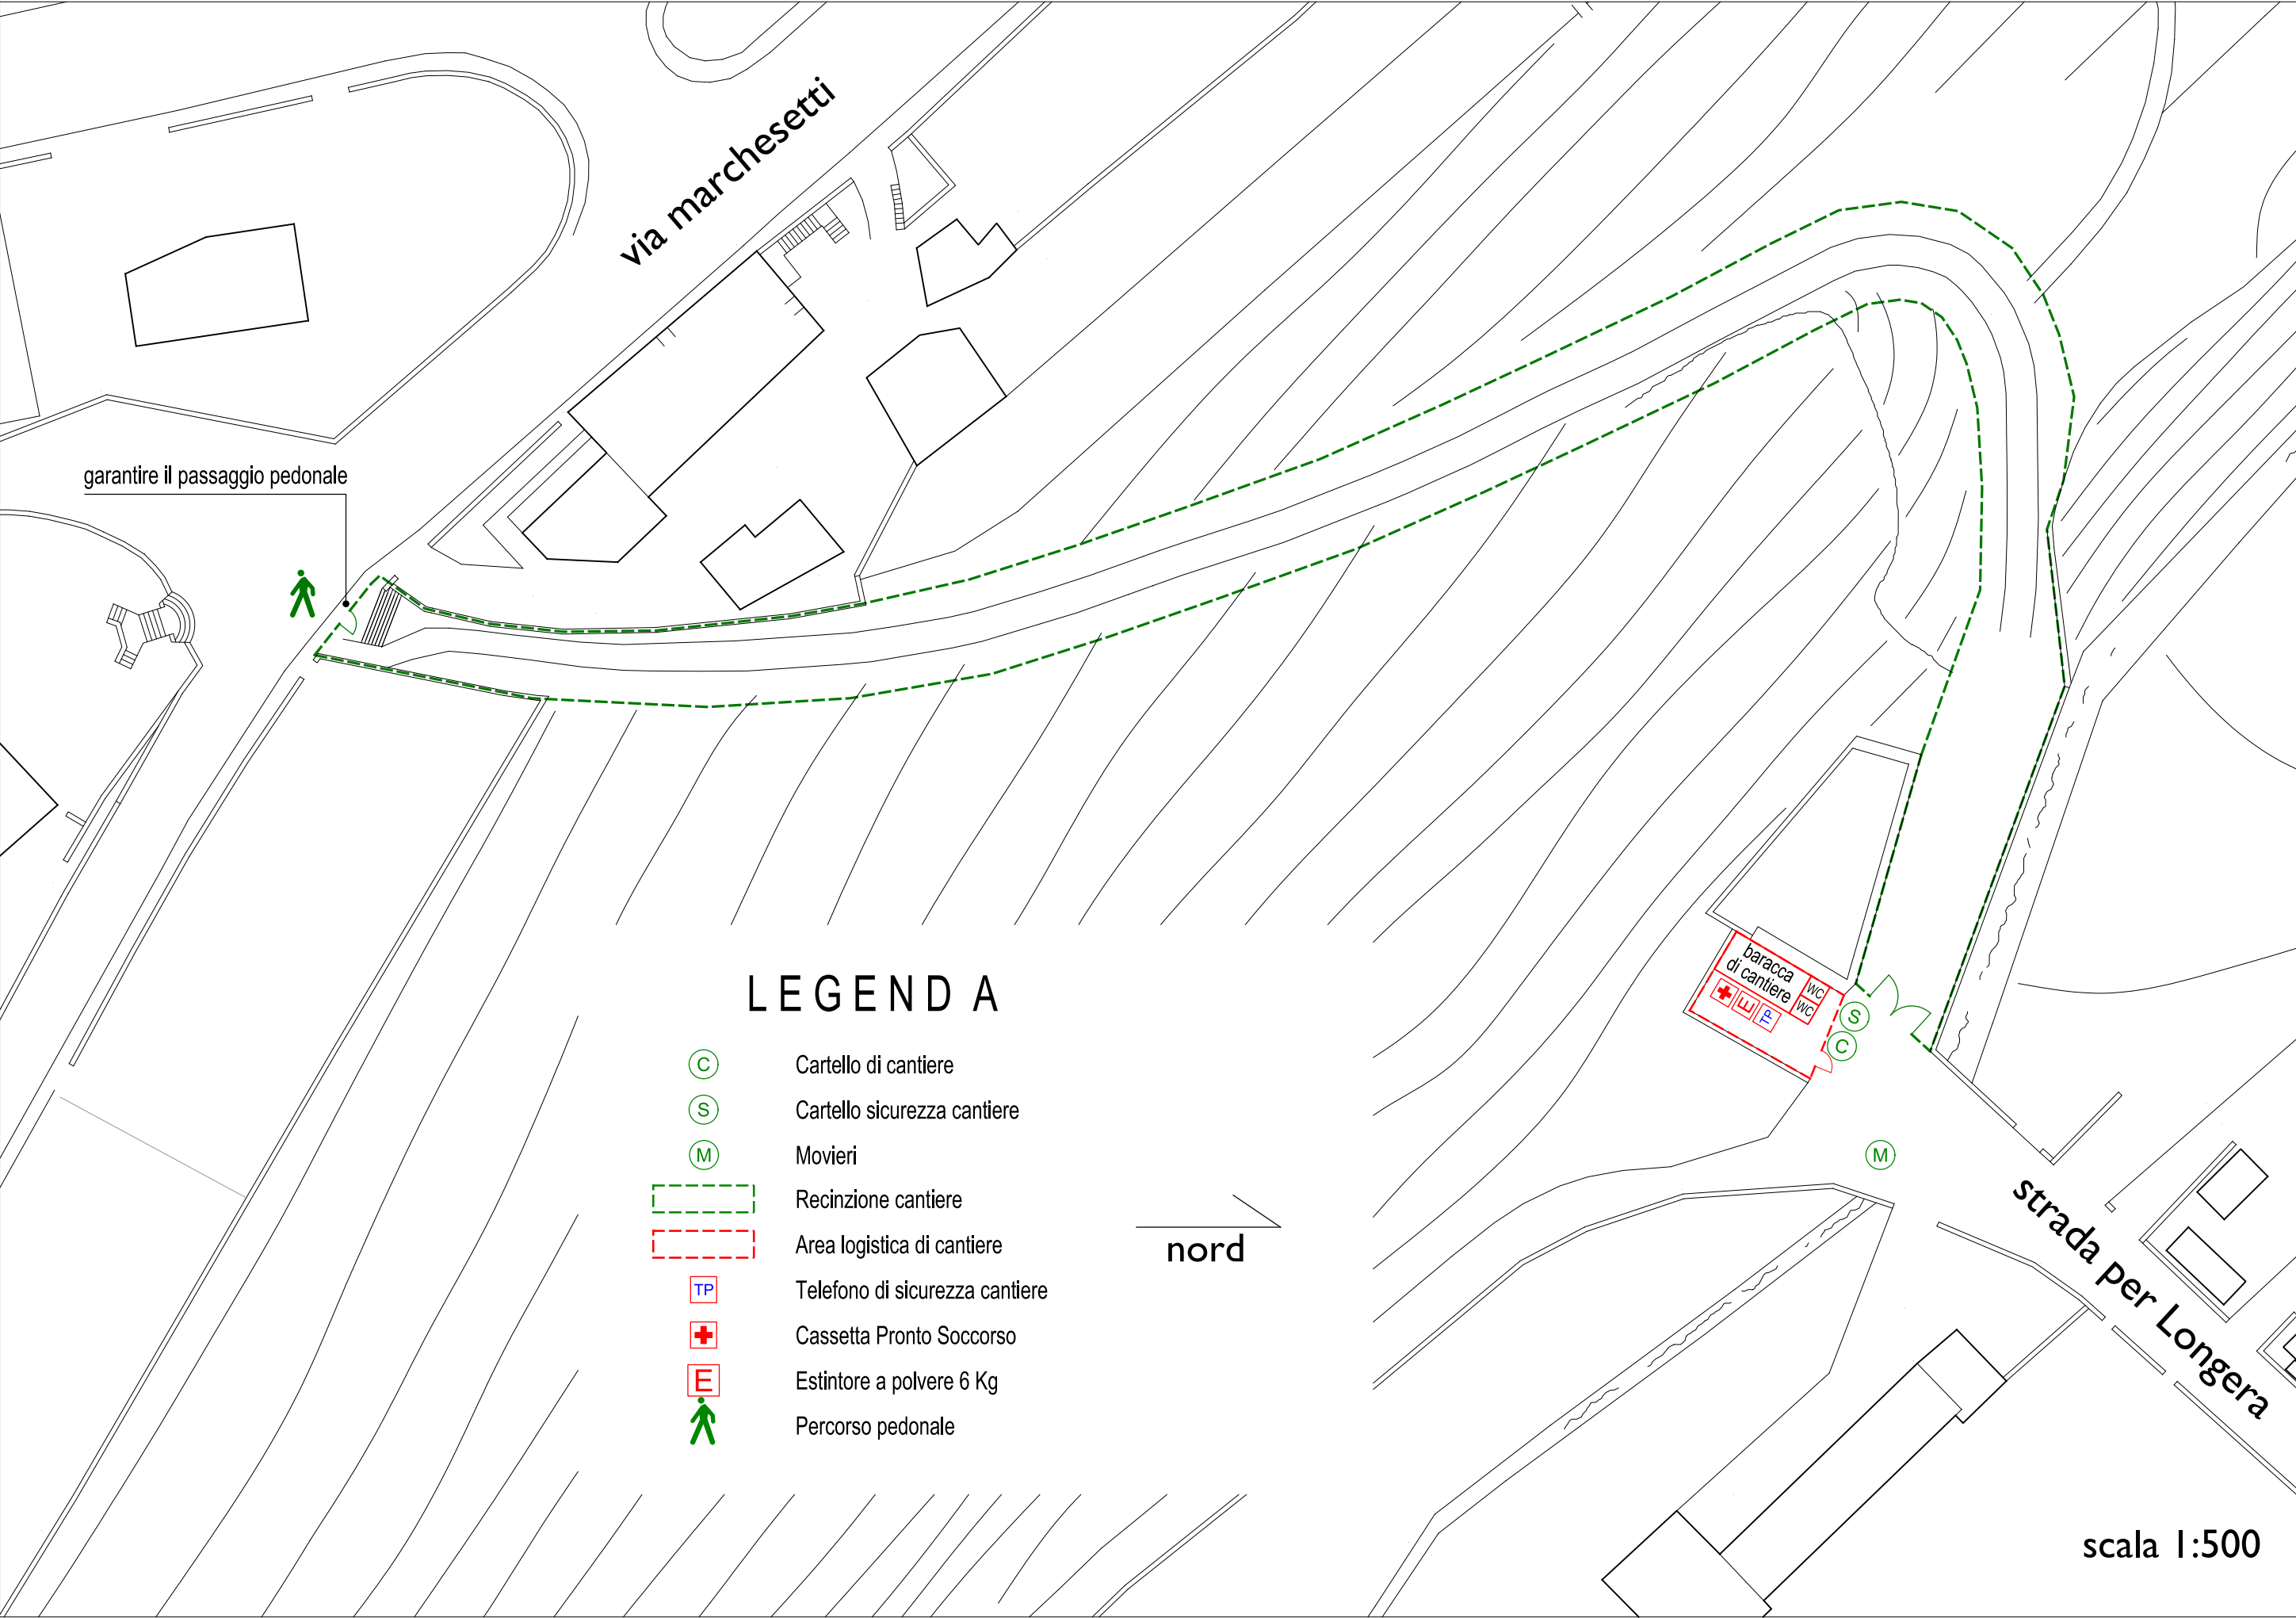 via marchesetti
garantire il passaggio pedonale
baracca
di cantiere
WC
WC
E
TP
S
C
M
LEGENDA
C Cartello di cantiere
S Cartello sicurezza cantiere
M Movieri
Recinzione cantiere
Area logistica di cantiere
TP Telefono di sicurezza cantiere
Cassetta Pronto Soccorso
E Estintore a polvere 6 Kg
Percorso pedonale
nord
strada per Longera
scala 1:500